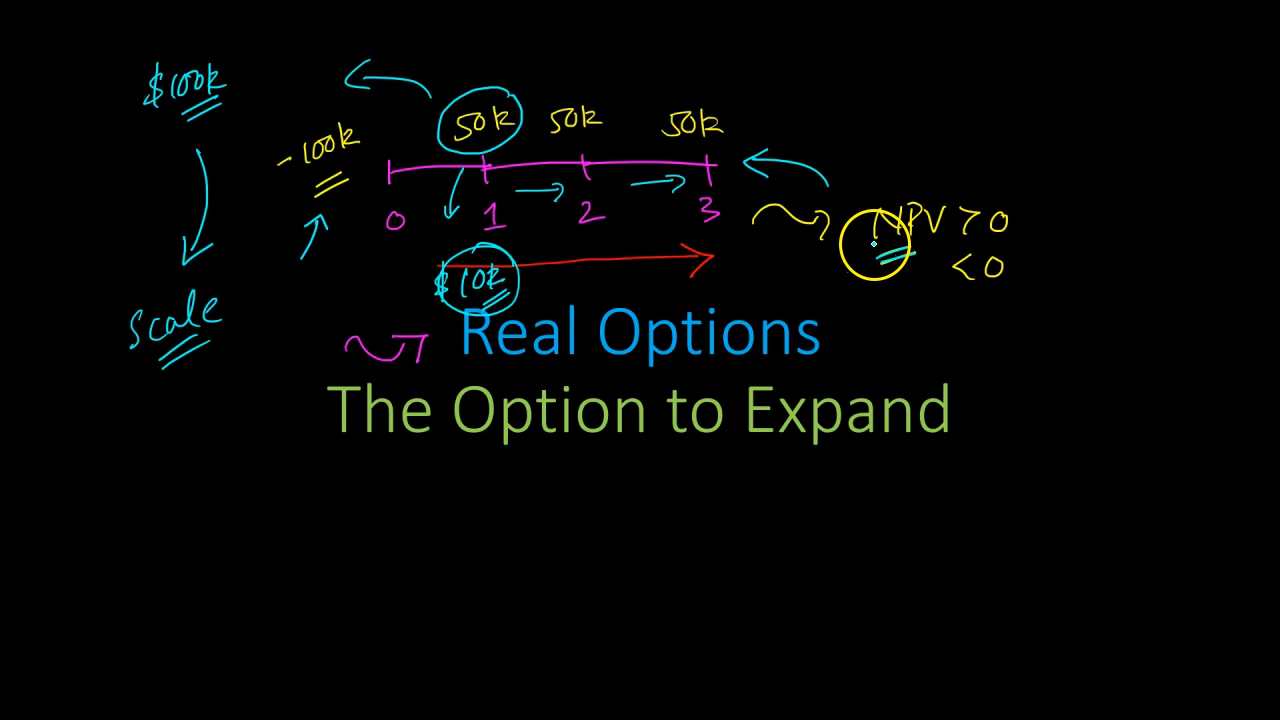 $100k
-100k 50k 50k 50k
0 1 2 3
NPV > 0
< 0
$10k
Scale
Real Options
The Option to Expand